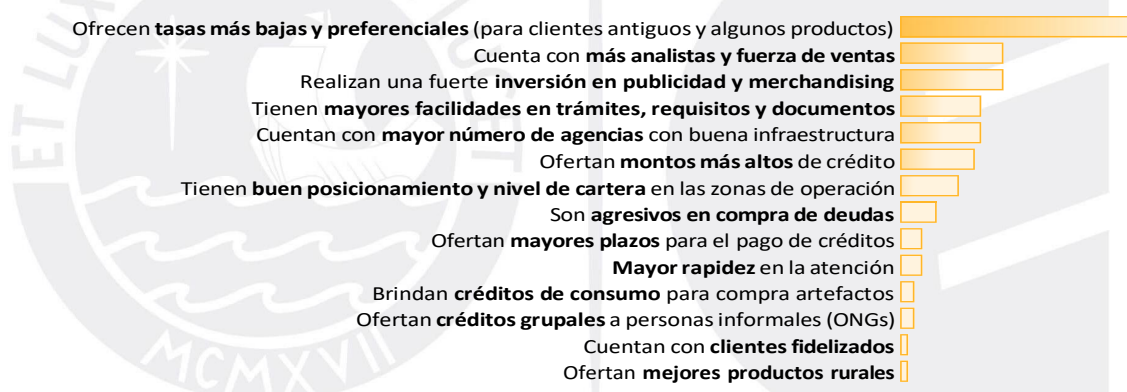 Ofrecen tasas más bajas y preferenciales (para clientes antiguos y algunos productos)
Cuenta con más analistas y fuerza de ventas
Realizan una fuerte inversión en publicidad y merchandising
Tienen mayores facilidades en trámites, requisitos y documentos
Cuentan con mayor número de agencias con buena infraestructura
Ofertan montos más altos de crédito
Tienen buen posicionamiento y nivel de cartera en las zonas de operación
Son agresivos en compra de deudas
Ofertan mayores plazos para el pago de créditos
Mayor rapidez en la atención
Brindan créditos de consumo para compra artefactos
Ofertan créditos grupales a personas informales (ONGs)
Cuentan con clientes fidelizados
Ofertan mejores productos rurales
ET LUX
ET
MCMXVII